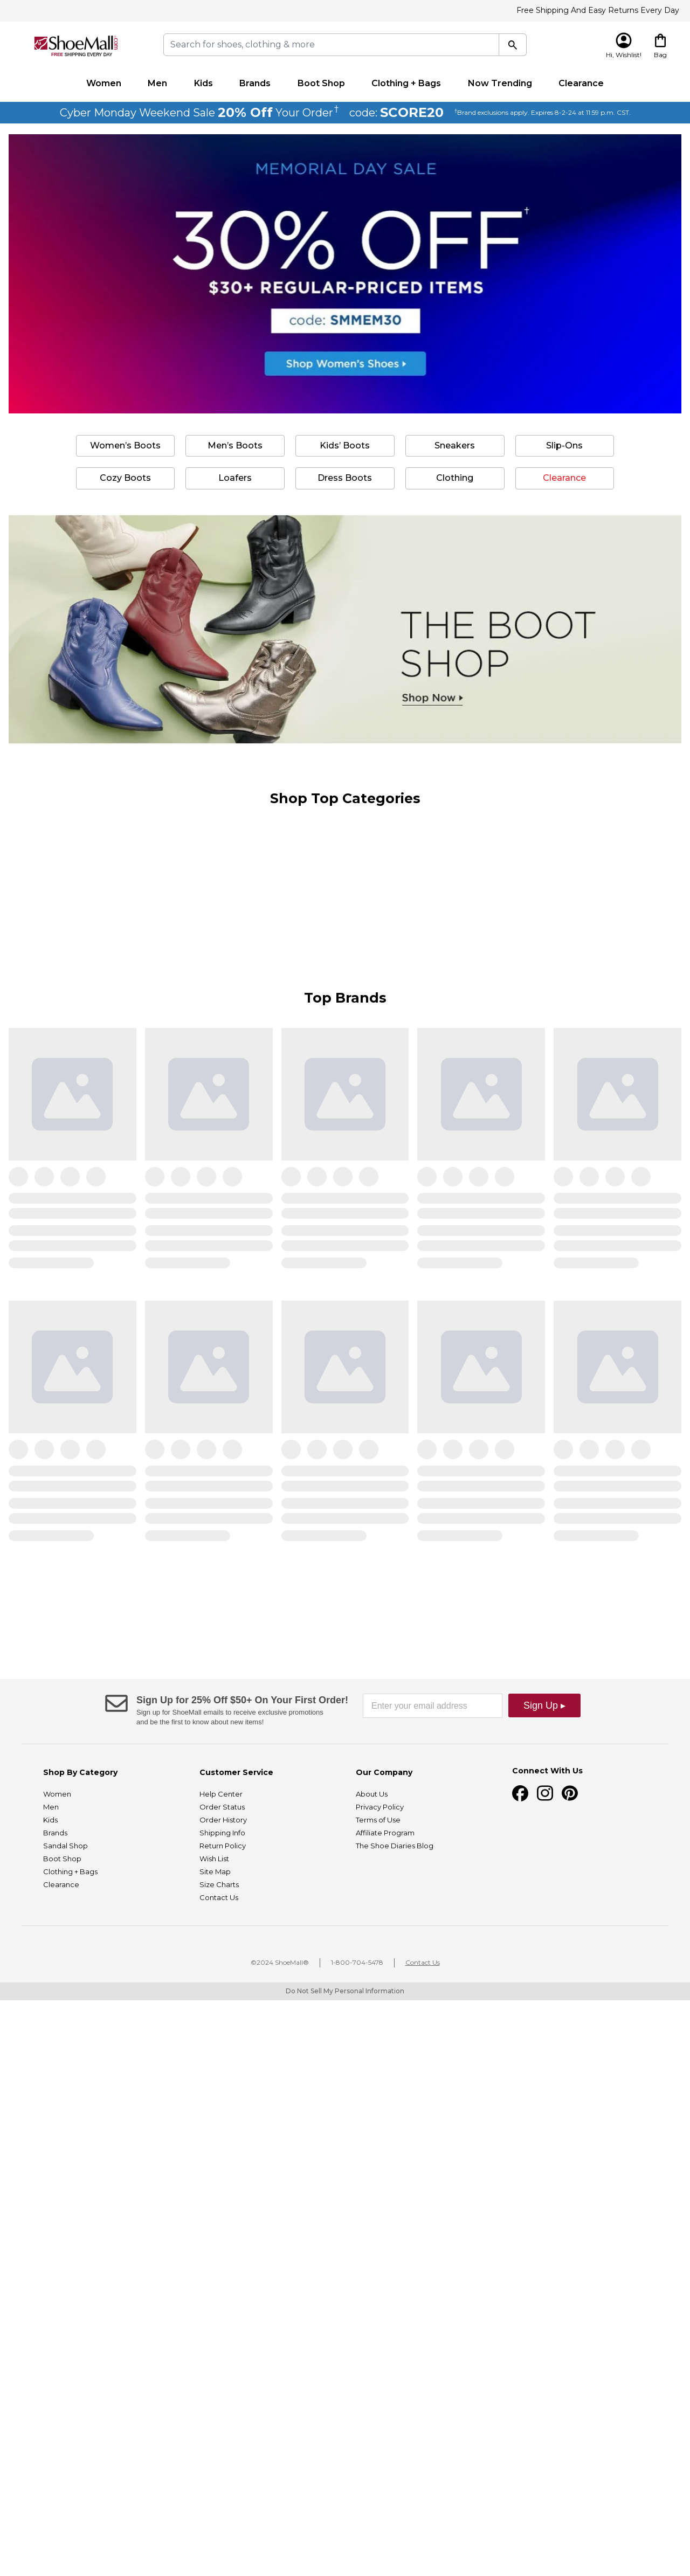 Free Shipping And Easy Returns Every Day
ShoeMall.COM
FREE SHIPPING EVERY DAY
Search for shoes, clothing & more
Hi, Wishlist!
Bag
Women Men Kids Brands Boot Shop Clothing + Bags Now Trending Clearance
Cyber Monday Weekend Sale 20% Off Your Order† code: SCORE20 †Brand exclusions apply. Expires 8-2-24 at 11:59 p.m. CST.
MEMORIAL DAY SALE
30% OFF†
$30+ REGULAR-PRICED ITEMS
code: SMMEM30
Shop Women's Shoes
Women's Boots Men's Boots Kids' Boots Sneakers Slip-Ons
Cozy Boots Loafers Dress Boots Clothing Clearance
THE BOOT
SHOP
Shop Now
Shop Top Categories
Top Brands
Sign Up for 25% Off $50+ On Your First Order!
Sign up for ShoeMall emails to receive exclusive promotions
and be the first to know about new items!
Enter your email address
Sign Up ▸
Shop By Category
Women
Men
Kids
Brands
Sandal Shop
Boot Shop
Clothing + Bags
Clearance
Customer Service
Help Center
Order Status
Order History
Shipping Info
Return Policy
Wish List
Site Map
Size Charts
Contact Us
Our Company
About Us
Privacy Policy
Terms of Use
Affiliate Program
The Shoe Diaries Blog
Connect With Us
©2024 ShoeMall® | 1-800-704-5478 | Contact Us
Do Not Sell My Personal Information